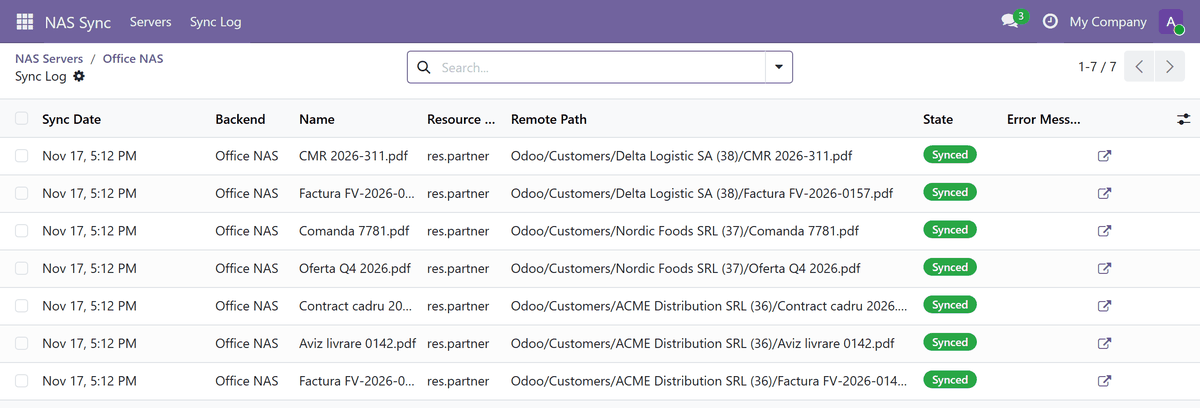 NAS Sync Servers Sync Log 3 My Company A
NAS Servers / Office NAS
Sync Log
Search...
1-7 / 7
Sync Date Backend Name Resource ... Remote Path State Error Mess...
Nov 17, 5:12 PM Office NAS CMR 2026-311.pdf res.partner Odoo/Customers/Delta Logistic SA (38)/CMR 2026-311.pdf Synced
Nov 17, 5:12 PM Office NAS Factura FV-2026-0... res.partner Odoo/Customers/Delta Logistic SA (38)/Factura FV-2026-0157.pdf Synced
Nov 17, 5:12 PM Office NAS Comanda 7781.pdf res.partner Odoo/Customers/Nordic Foods SRL (37)/Comanda 7781.pdf Synced
Nov 17, 5:12 PM Office NAS Oferta Q4 2026.pdf res.partner Odoo/Customers/Nordic Foods SRL (37)/Oferta Q4 2026.pdf Synced
Nov 17, 5:12 PM Office NAS Contract cadru 20... res.partner Odoo/Customers/ACME Distribution SRL (36)/Contract cadru 2026.... Synced
Nov 17, 5:12 PM Office NAS Aviz livrare 0142.pdf res.partner Odoo/Customers/ACME Distribution SRL (36)/Aviz livrare 0142.pdf Synced
Nov 17, 5:12 PM Office NAS Factura FV-2026-0... res.partner Odoo/Customers/ACME Distribution SRL (36)/Factura FV-2026-014... Synced